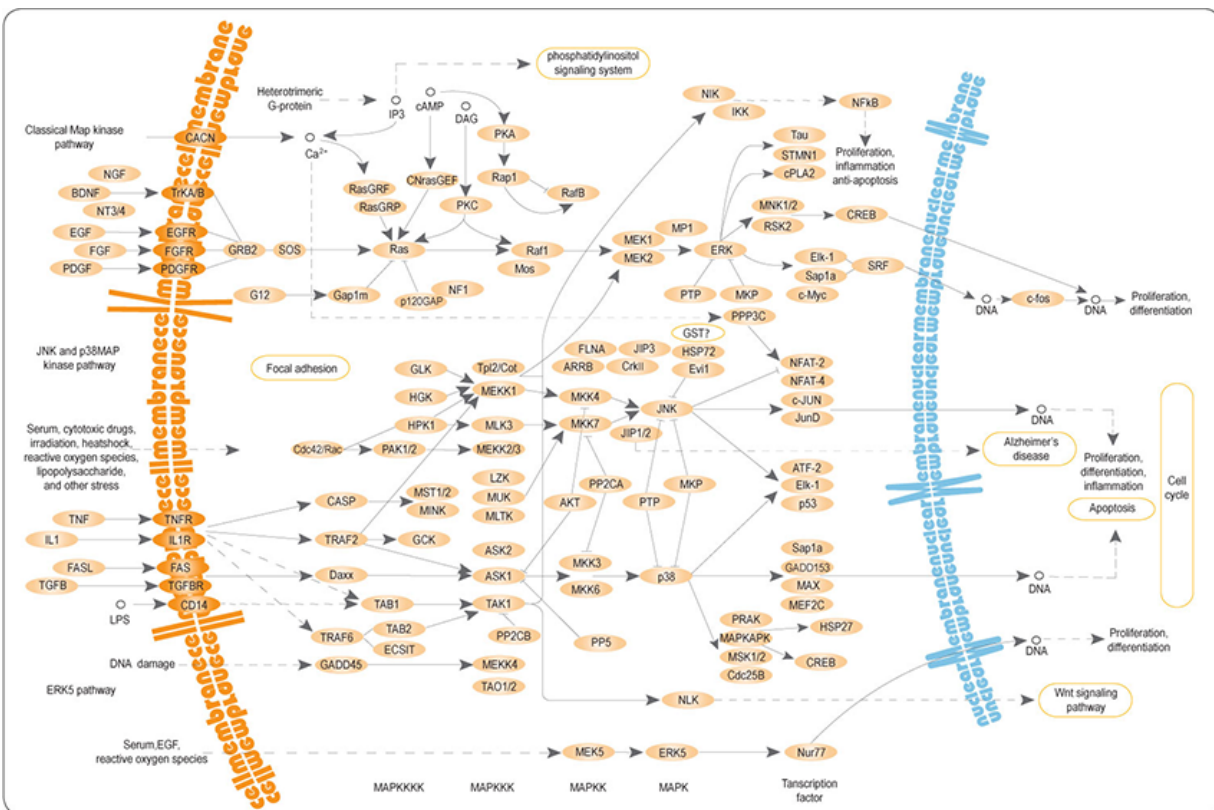 phosphatidylinositol
signaling system
Heterotrimeric
G-protein
IP3
cAMP
DAG
NIK
IKK
NFkB
Classical Map kinase
pathway
CACN
Ca²⁺
PKA
Tau
STMN1
cPLA2
Proliferation,
inflammation
anti-apoptosis
NGF
BDNF
NT3/4
TrKA/B
RasGRF
RasGRP
CNrasGEF
PKC
Rap1
RafB
MNK1/2
RSK2
CREB
EGF
FGF
PDGF
EGFR
FGFR
PDGFR
GRB2
SOS
Ras
Raf1
Mos
MEK1
MEK2
MP1
ERK
Elk-1
Sap1a
c-Myc
SRF
G12
Gap1m
p120GAP
NF1
PTP
MKP
PPP3C
DNA
c-fos
DNA
Proliferation,
differentiation
JNK and p38MAP
kinase pathway
Focal adhesion
GLK
HGK
HPK1
Tpl2/Cot
MEKK1
FLNA
ARRB
JIP3
CrkII
GST?
HSP72
Evi1
NFAT-2
NFAT-4
c-JUN
JunD
MKK4
MKK7
JNK
JIP1/2
DNA
Serum, cytotoxic drugs,
irradiation, heatshock,
reactive oxygen species,
lipopolysaccharide,
and other stress
Cdc42/Rac
PAK1/2
MLK3
MEKK2/3
Alzheimer's
disease
Proliferation,
differentiation,
inflammation
Cell
cycle
Apoptosis
LZK
MUK
MLTK
CASP
MST1/2
MINK
AKT
PP2CA
PTP
MKP
ATF-2
Elk-1
p53
TNF
IL1
TNFR
IL1R
TRAF2
GCK
ASK2
ASK1
MKK3
MKK6
p38
Sap1a
GADD153
MAX
MEF2C
DNA
FASL
TGFB
LPS
FAS
TGFBR
CD14
Daxx
TAB1
TAK1
TRAF6
TAB2
ECSIT
PP2CB
PP5
PRAK
MAPKAPK
MSK1/2
Cdc25B
HSP27
CREB
DNA
Proliferation,
differentiation
DNA damage
GADD45
MEKK4
TAO1/2
ERK5 pathway
NLK
Wnt signaling
pathway
Serum,EGF,
reactive oxygen species
MEK5
ERK5
Nur77
MAPKKKK
MAPKKK
MAPKK
MAPK
Tanscription
factor